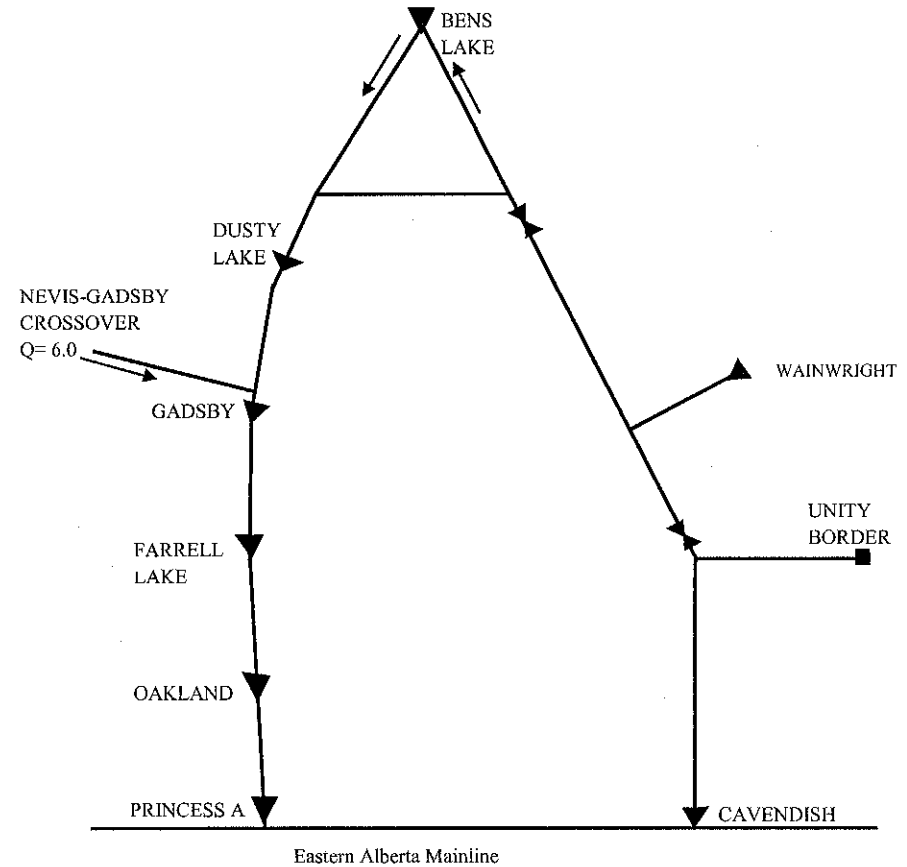 BENS
LAKE
DUSTY
LAKE
NEVIS-GADSBY
CROSSOVER
Q= 6.0
WAINWRIGHT
GADSBY
UNITY
BORDER
FARRELL
LAKE
OAKLAND
PRINCESS A
CAVENDISH
Eastern Alberta Mainline